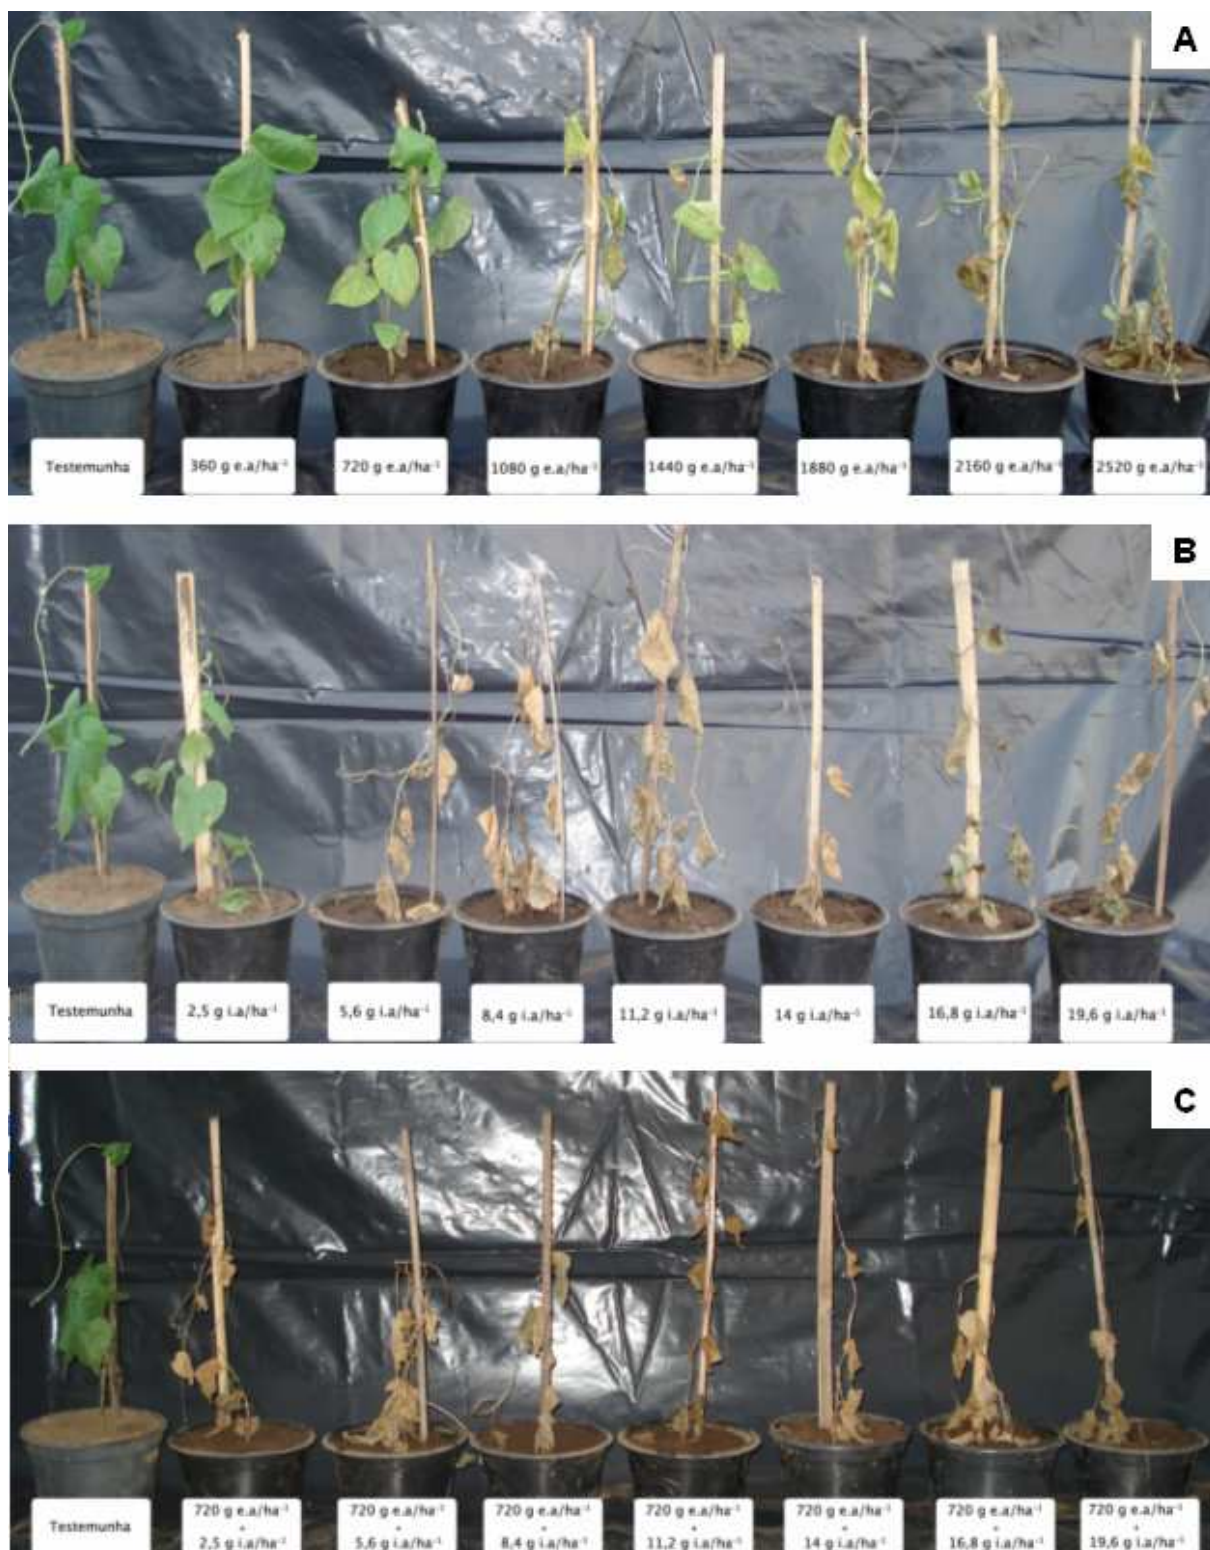 A
Testemunha
360 g e.a/ha⁻¹
720 g e.a/ha⁻¹
1080 g e.a/ha⁻¹
1440 g e.a/ha⁻¹
1880 g e.a/ha⁻¹
2160 g e.a/ha⁻¹
2520 g e.a/ha⁻¹
B
Testemunha
2,5 g i.a/ha⁻¹
5,6 g i.a/ha⁻¹
8,4 g i.a/ha⁻¹
11,2 g i.a/ha⁻¹
14 g i.a/ha⁻¹
16,8 g i.a/ha⁻¹
19,6 g i.a/ha⁻¹
C
Testemunha
720 g e.a/ha⁻¹
+
2,5 g i.a/ha⁻¹
720 g e.a/ha⁻¹
+
5,6 g i.a/ha⁻¹
720 g e.a/ha⁻¹
+
8,4 g i.a/ha⁻¹
720 g e.a/ha⁻¹
+
11,2 g i.a/ha⁻¹
720 g e.a/ha⁻¹
+
14 g i.a/ha⁻¹
720 g e.a/ha⁻¹
+
16,8 g i.a/ha⁻¹
720 g e.a/ha⁻¹
+
19,6 g i.a/ha⁻¹